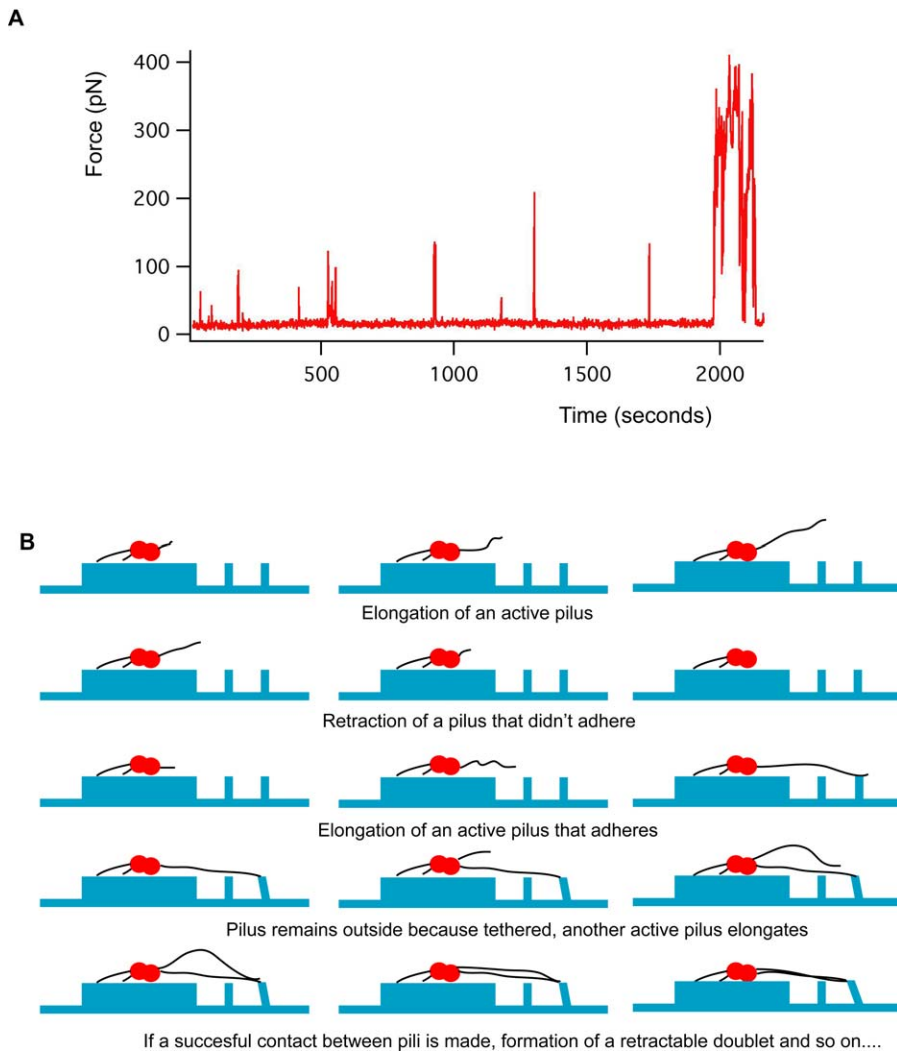 A
Force (pN)
400
300
200
100
0
500
1000
1500
2000
Time (seconds)
B
Elongation of an active pilus
Retraction of a pilus that didn't adhere
Elongation of an active pilus that adheres
Pilus remains outside because tethered, another active pilus elongates
If a succesful contact between pili is made, formation of a retractable doublet and so on....